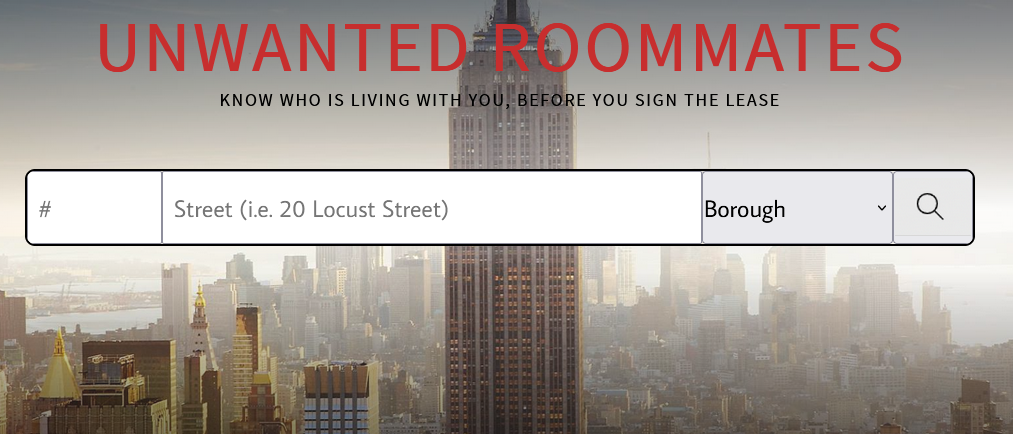 UNWANTED ROOMMATES
KNOW WHO IS LIVING WITH YOU, BEFORE YOU SIGN THE LEASE
# Street (i.e. 20 Locust Street) Borough